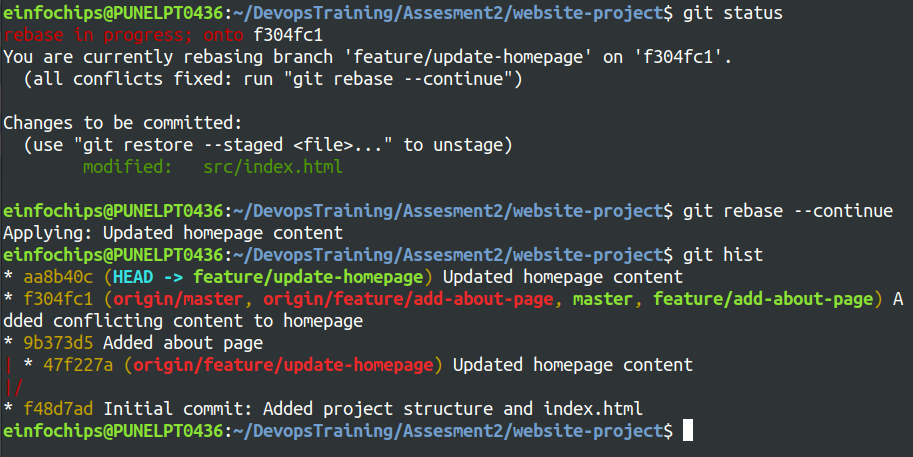 einfochips@PUNELPT0436:~/DevopsTraining/Assesment2/website-project$ git status
rebase in progress; onto f304fc1
You are currently rebasing branch 'feature/update-homepage' on 'f304fc1'.
  (all conflicts fixed: run "git rebase --continue")

Changes to be committed:
  (use "git restore --staged <file>..." to unstage)
        modified:   src/index.html

einfochips@PUNELPT0436:~/DevopsTraining/Assesment2/website-project$ git rebase --continue
Applying: Updated homepage content
einfochips@PUNELPT0436:~/DevopsTraining/Assesment2/website-project$ git hist
* aa8b40c (HEAD -> feature/update-homepage) Updated homepage content
* f304fc1 (origin/master, origin/feature/add-about-page, master, feature/add-about-page) A
dded conflicting content to homepage
* 9b373d5 Added about page
| * 47f227a (origin/feature/update-homepage) Updated homepage content
|/
* f48d7ad Initial commit: Added project structure and index.html
einfochips@PUNELPT0436:~/DevopsTraining/Assesment2/website-project$